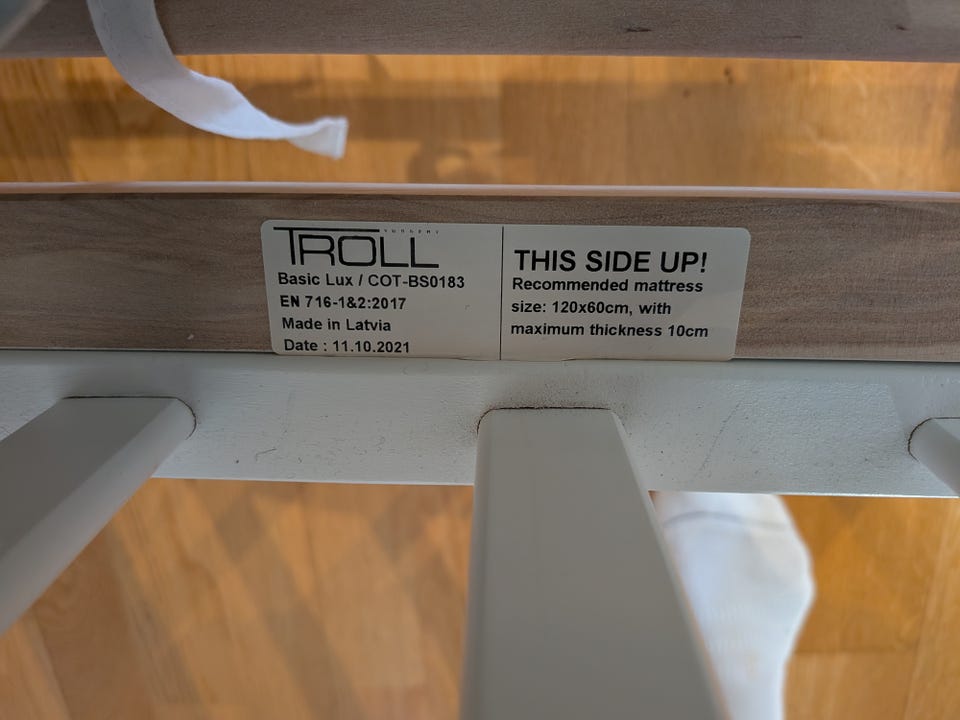 TROLL
NURSERY
Basic Lux / COT-BS0183
EN 716-1&2:2017
Made in Latvia
Date : 11.10.2021
THIS SIDE UP!
Recommended mattress
size: 120x60cm, with
maximum thickness 10cm